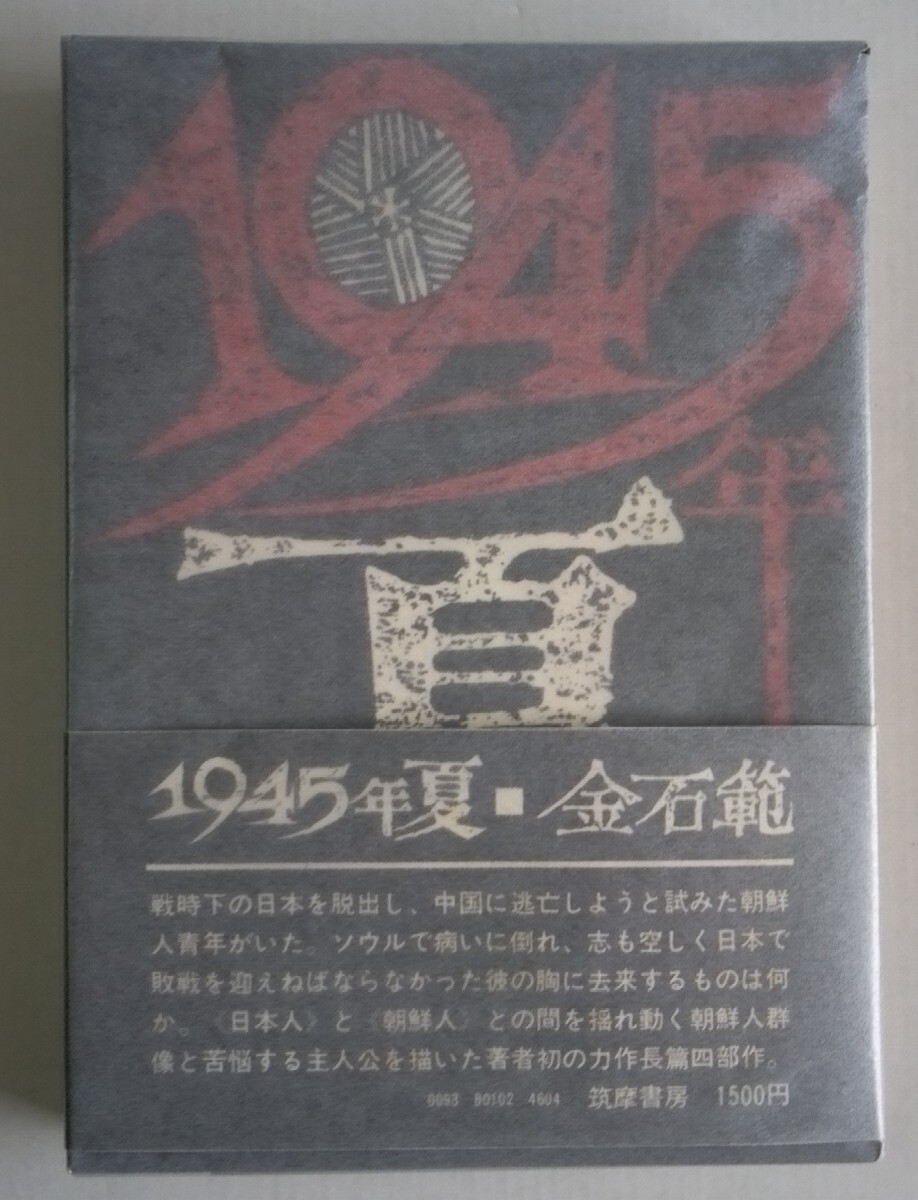 1945
年
夏
1945年夏■金石範
戦時下の日本を脱出し、中国に逃亡しようと試みた朝鮮
人青年がいた。ソウルで病いに倒れ、志も空しく日本で
敗戦を迎えねばならなかった彼の胸に去来するものは何
か。〈日本人〉と〈朝鮮人〉との間を揺れ動く朝鮮人群
像と苦悩する主人公を描いた著者初の力作長篇四部作。
0093 80102 4604 筑摩書房 1500円